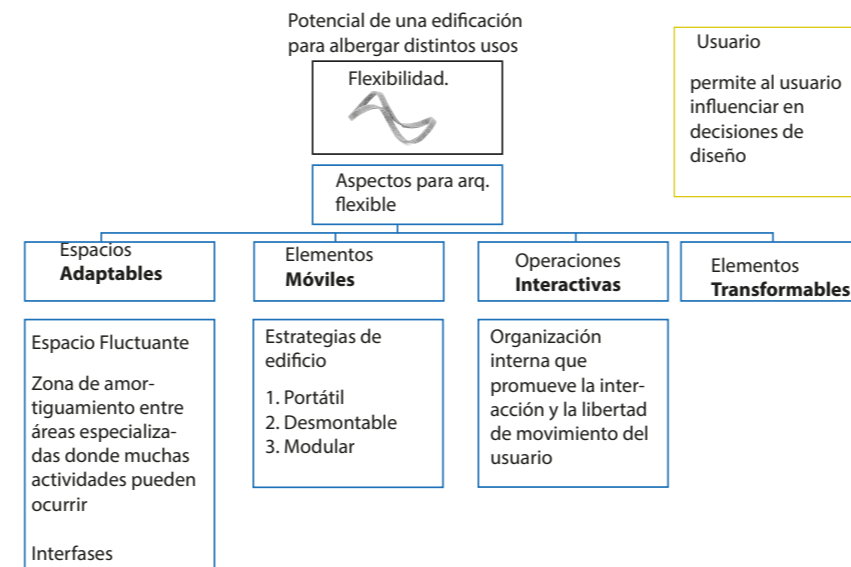 Potencial de una edificación
para albergar distintos usos
Flexibilidad.
Usuario
permite al usuario
influenciar en
decisiones de
diseño
Aspectos para arq.
flexible
Espacios
Adaptables
Elementos
Móviles
Operaciones
Interactivas
Elementos
Transformables
Espacio Fluctuante
Zona de amor-
tiguamiento entre
áreas especializa-
das donde muchas
actividades pueden
ocurrir
Interfases
Estrategias de
edificio
1. Portátil
2. Desmontable
3. Modular
Organización
interna que
promueve la inter-
acción y la libertad
de movimiento del
usuario